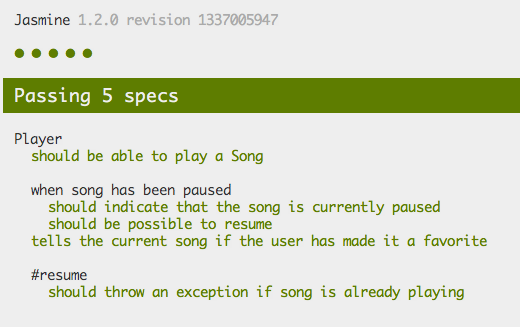 Jasmine 1.2.0 revision 1337005947
Passing 5 specs
Player
should be able to play a Song
when song has been paused
should indicate that the song is currently paused
should be possible to resume
tells the current song if the user has made it a favorite
#resume
should throw an exception if song is already playing